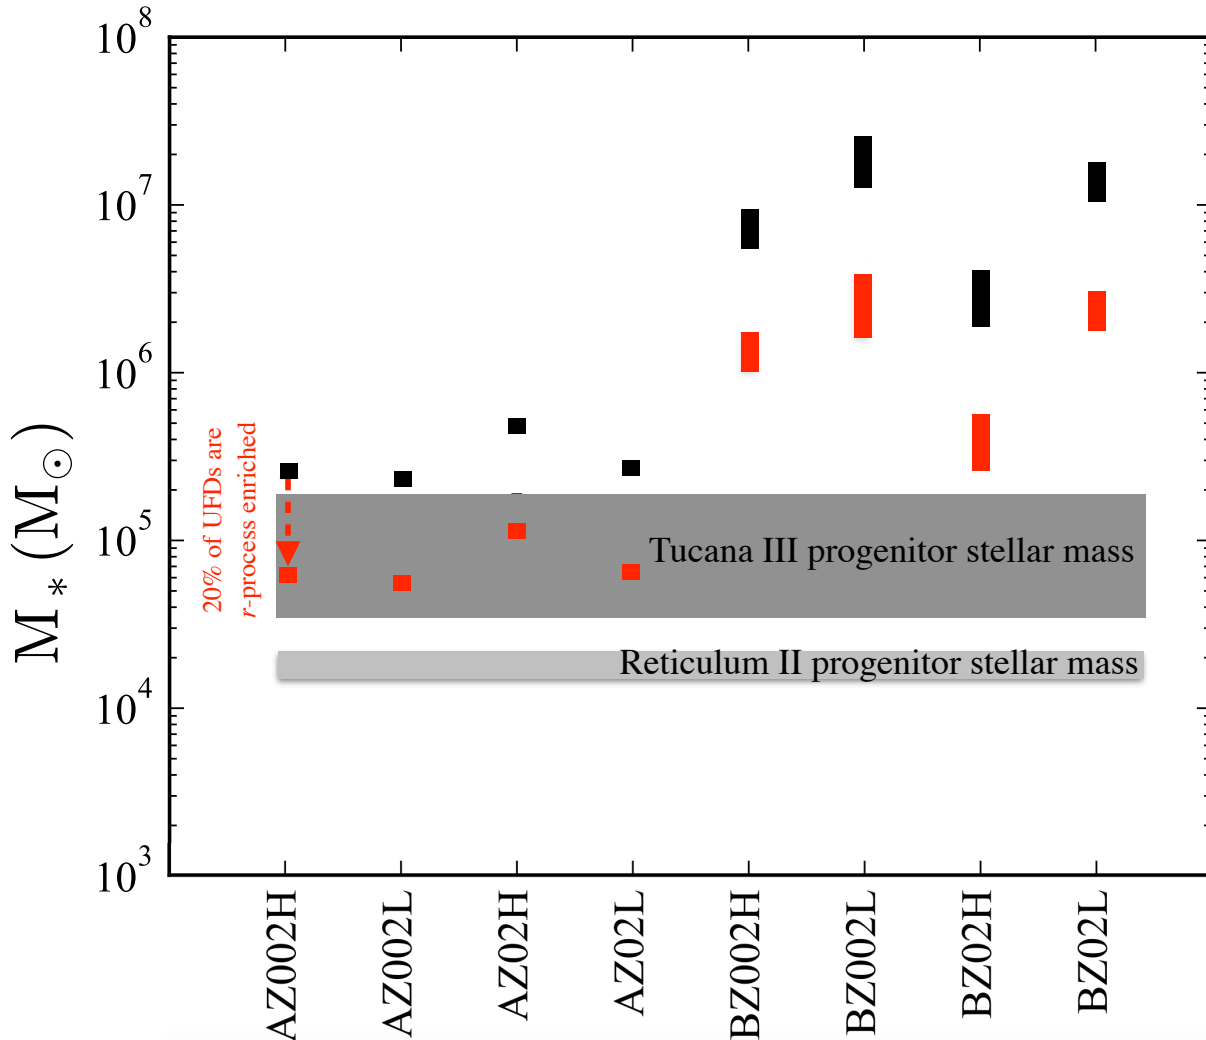 10^8
10^7
10^6
10^5
10^4
10^3
M_*(M_⊙)
20% of UFDs are
r-process enriched
Tucana III progenitor stellar mass
Reticulum II progenitor stellar mass
AZ002H
AZ002L
AZ02H
AZ02L
BZ002H
BZ002L
BZ02H
BZ02L